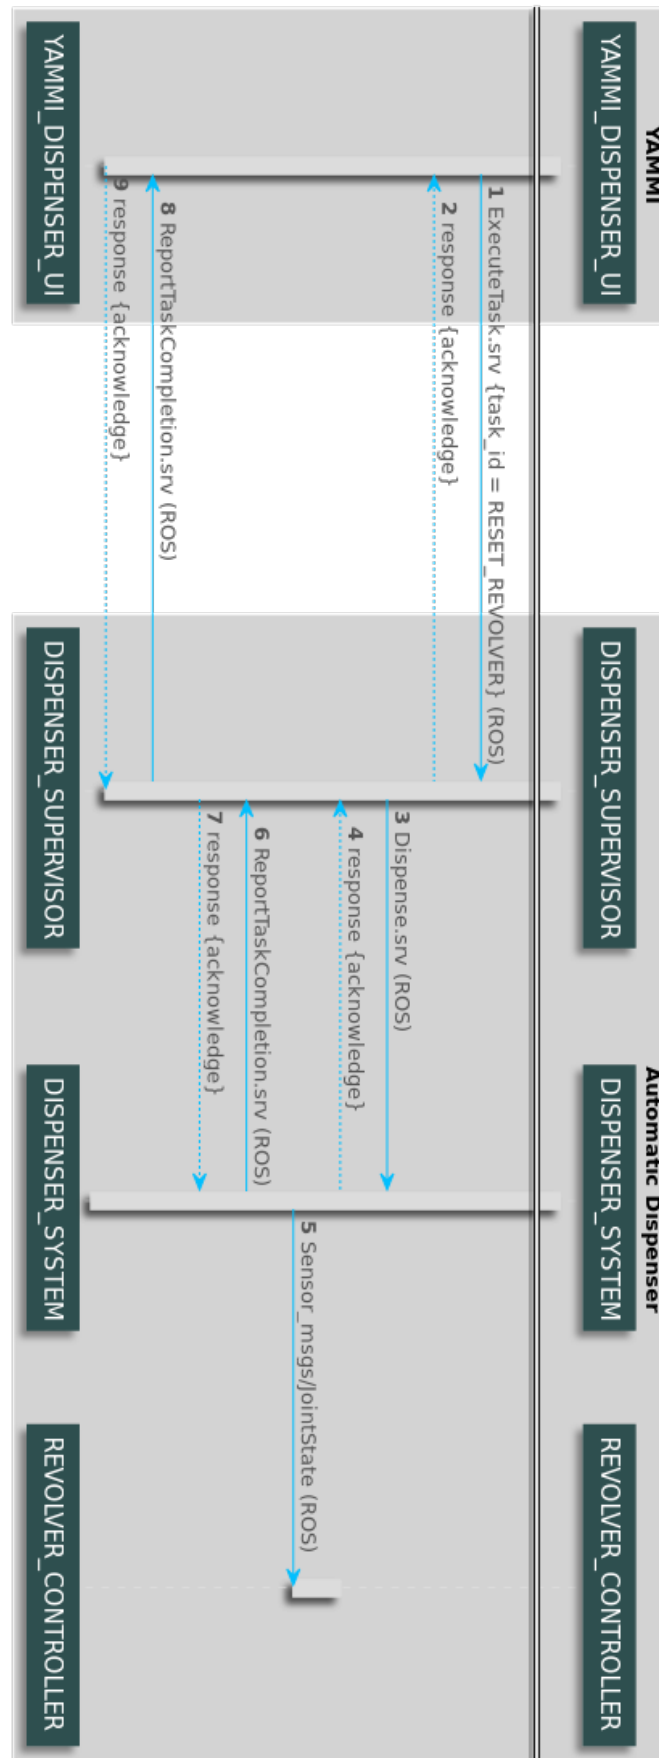 YAMMI
Automatic Dispenser
YAMMI_DISPENSER_UI
DISPENSER_SUPERVISOR
DISPENSER_SYSTEM
REVOLVER_CONTROLLER
1 ExecuteTask.srv {task_id = RESET_REVOLVER} (ROS)
2 response {acknowledge}
3 Dispense.srv (ROS)
4 response {acknowledge}
5 Sensor_msgs/JointState (ROS)
6 ReportTaskCompletion.srv (ROS)
7 response {acknowledge}
8 ReportTaskCompletion.srv (ROS)
9 response {acknowledge}
YAMMI_DISPENSER_UI
DISPENSER_SUPERVISOR
DISPENSER_SYSTEM
REVOLVER_CONTROLLER